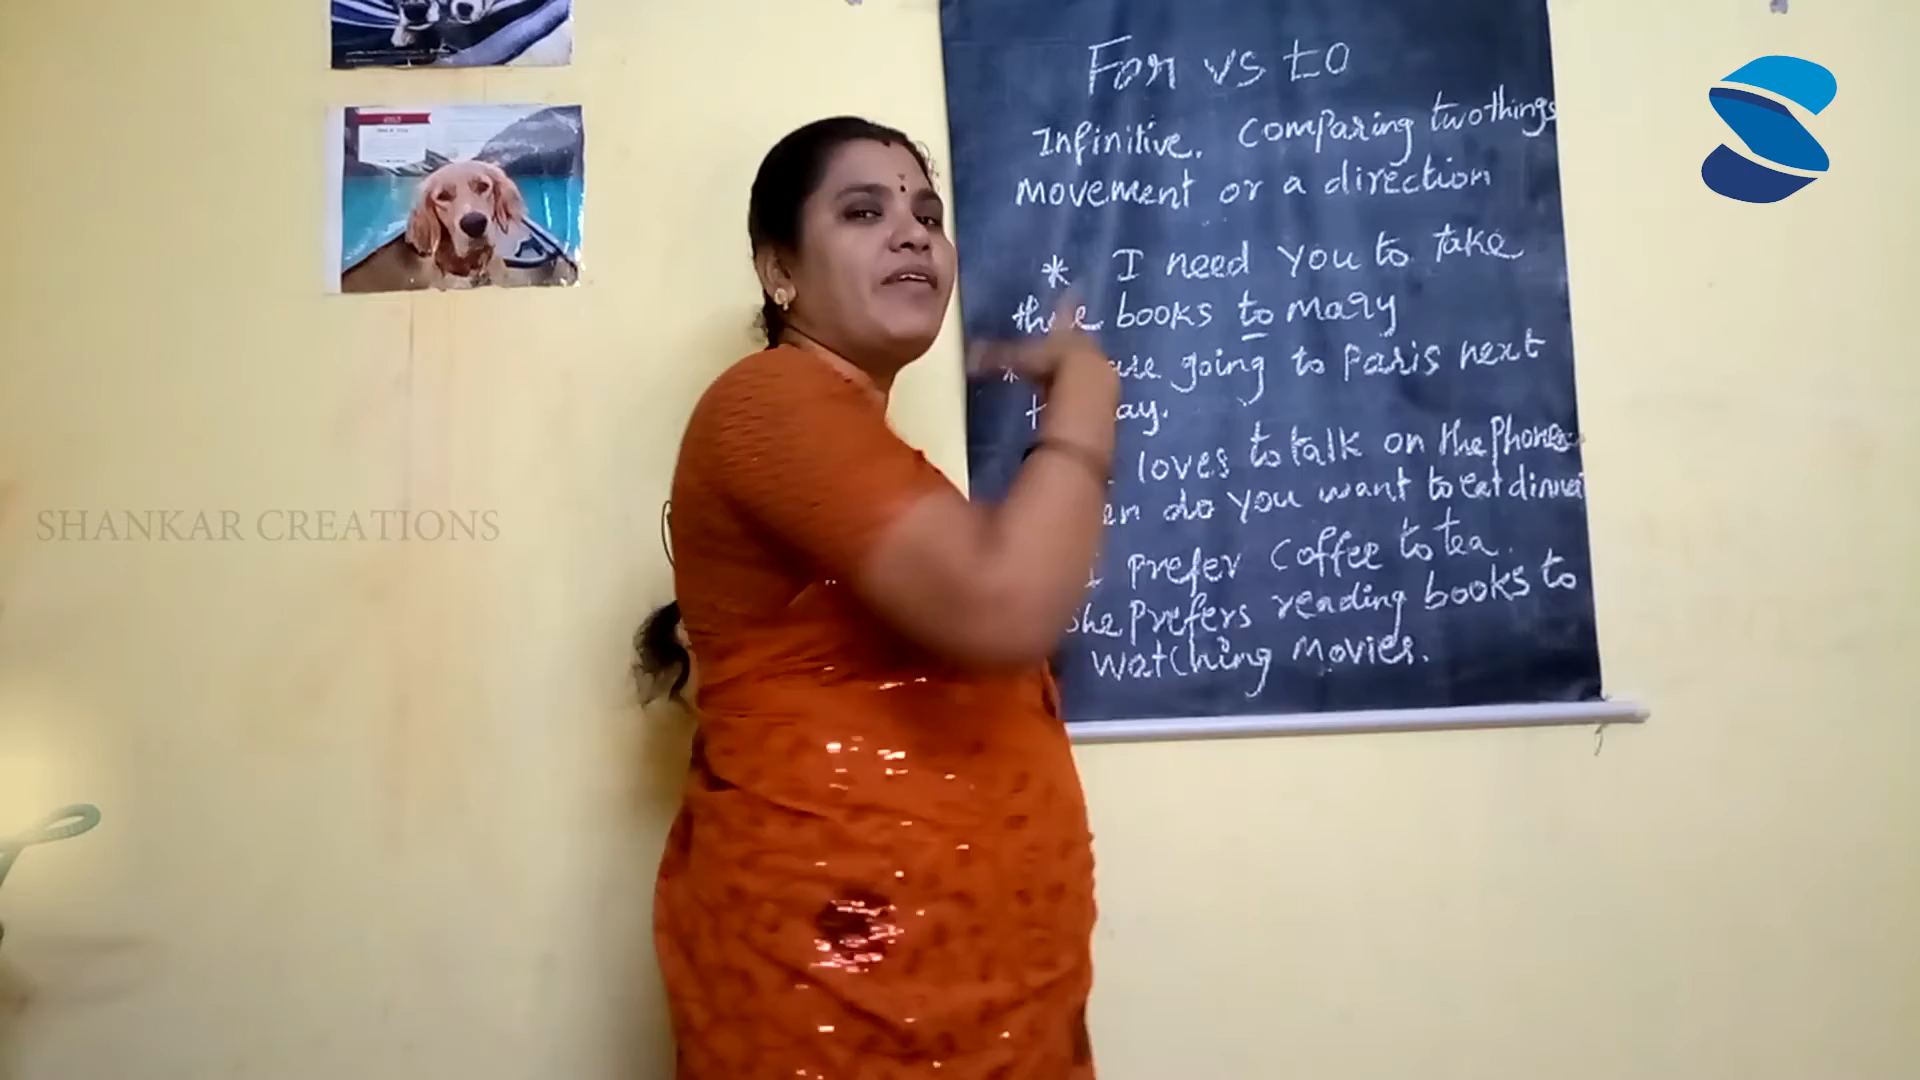 For vs to
Infinitive. Comparing two things
movement or a direction
* I need you to take
these books to mary
* are going to Paris next
loves to talk on the phone
do you want to eat dinner
I prefer coffee to tea.
She prefers reading books to
watching movies.
SHANKAR CREATIONS